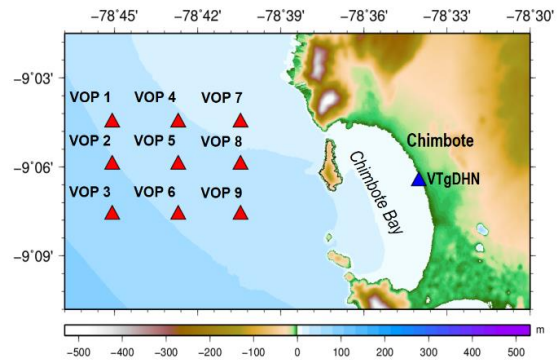 −78°45' −78°42' −78°39' −78°36' −78°33' −78°30'
−9°03'
VOP 1 VOP 4 VOP 7
Chimbote
−9°06'
VOP 2 VOP 5 VOP 8
VTgDHN
Chimbote Bay
VOP 3 VOP 6 VOP 9
−9°09'
m
−500 −400 −300 −200 −100 0 100 200 300 400 500